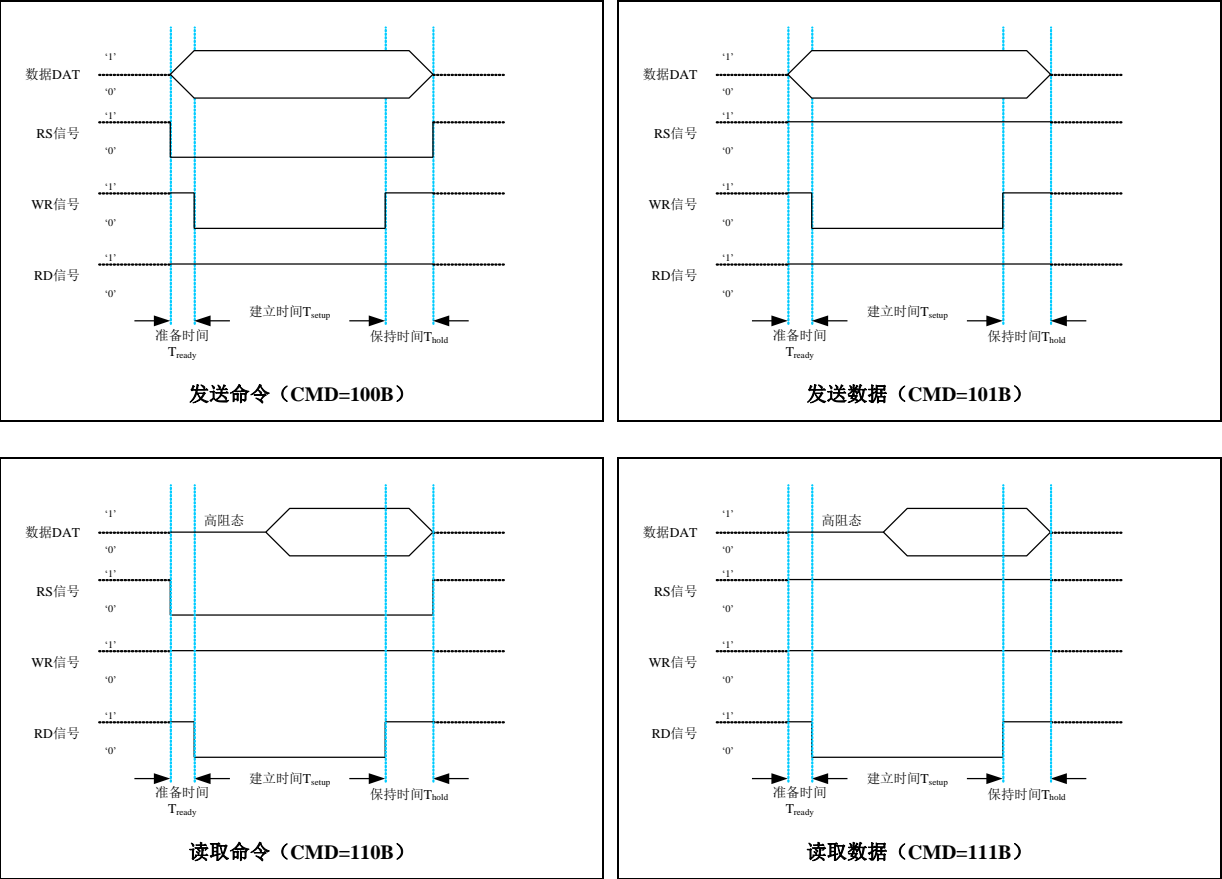 ‘1’
数据DAT
‘0’
‘1’
RS信号
‘0’
‘1’
WR信号
‘0’
‘1’
RD信号
‘0’
建立时间Tsetup
准备时间
Tready
保持时间Thold
发送命令（CMD=100B）
‘1’
数据DAT
‘0’
‘1’
RS信号
‘0’
‘1’
WR信号
‘0’
‘1’
RD信号
‘0’
建立时间Tsetup
准备时间
Tready
保持时间Thold
发送数据（CMD=101B）
‘1’
高阻态
数据DAT
‘0’
‘1’
RS信号
‘0’
‘1’
WR信号
‘0’
‘1’
RD信号
‘0’
建立时间Tsetup
准备时间
Tready
保持时间Thold
读取命令（CMD=110B）
‘1’
高阻态
数据DAT
‘0’
‘1’
RS信号
‘0’
‘1’
WR信号
‘0’
‘1’
RD信号
‘0’
建立时间Tsetup
准备时间
Tready
保持时间Thold
读取数据（CMD=111B）